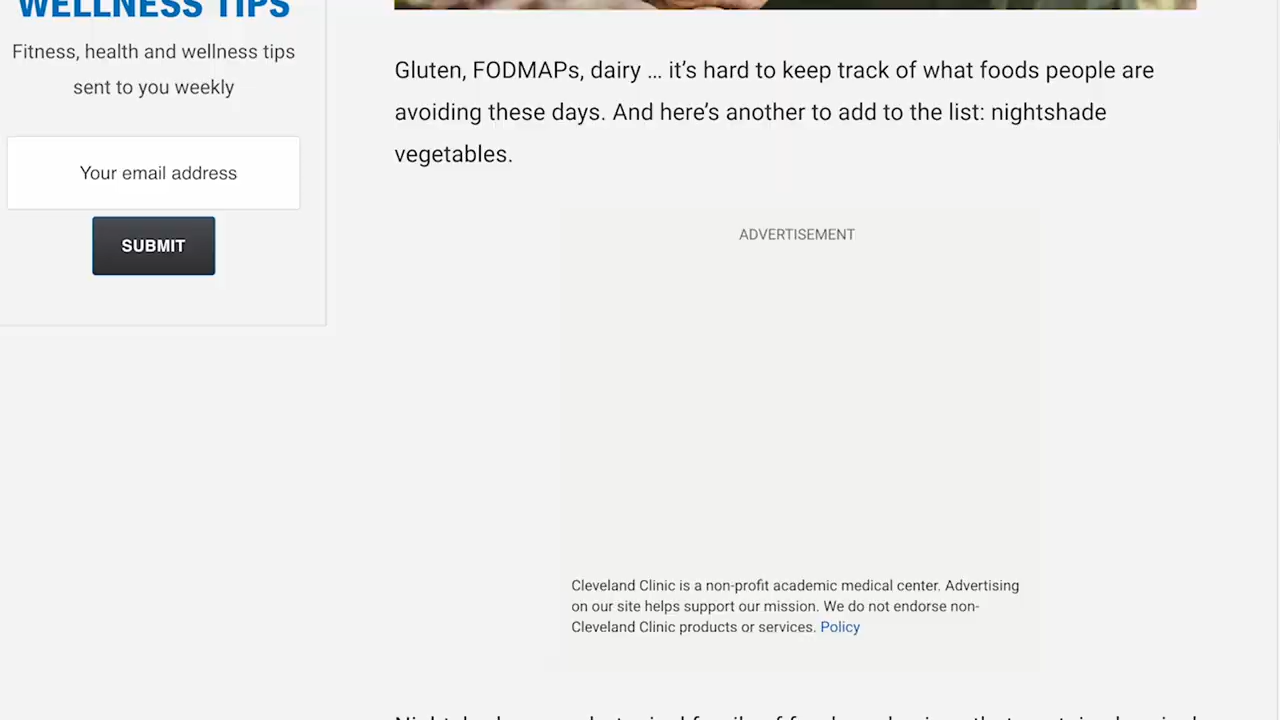 WELLNESS TIPS
Fitness, health and wellness tips
sent to you weekly
Your email address
SUBMIT
Gluten, FODMAPs, dairy … it’s hard to keep track of what foods people are
avoiding these days. And here’s another to add to the list: nightshade
vegetables.
ADVERTISEMENT
Cleveland Clinic is a non-profit academic medical center. Advertising
on our site helps support our mission. We do not endorse non-
Cleveland Clinic products or services. Policy